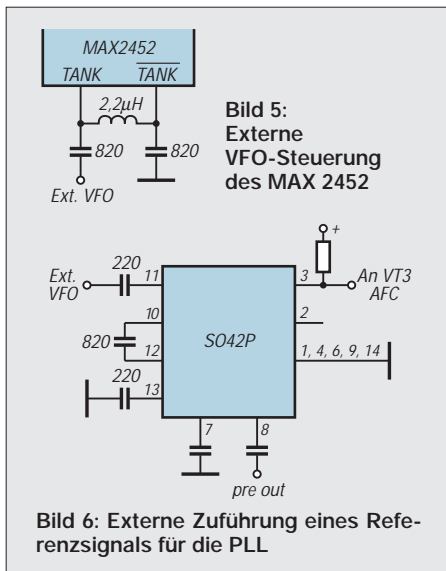 MAX2452
TANK TANK
2,2µH
820 820
Ext. VFO
Bild 5:
Externe
VFO-Steuerung
des MAX 2452
+
Ext.
VFO
220
11
3
An VT3
AFC
10
2
820
SO42P
12
1, 4, 6, 9, 14
220
13
7 8
pre out
Bild 6: Externe Zuführung eines Refe-
renzsignals für die PLL